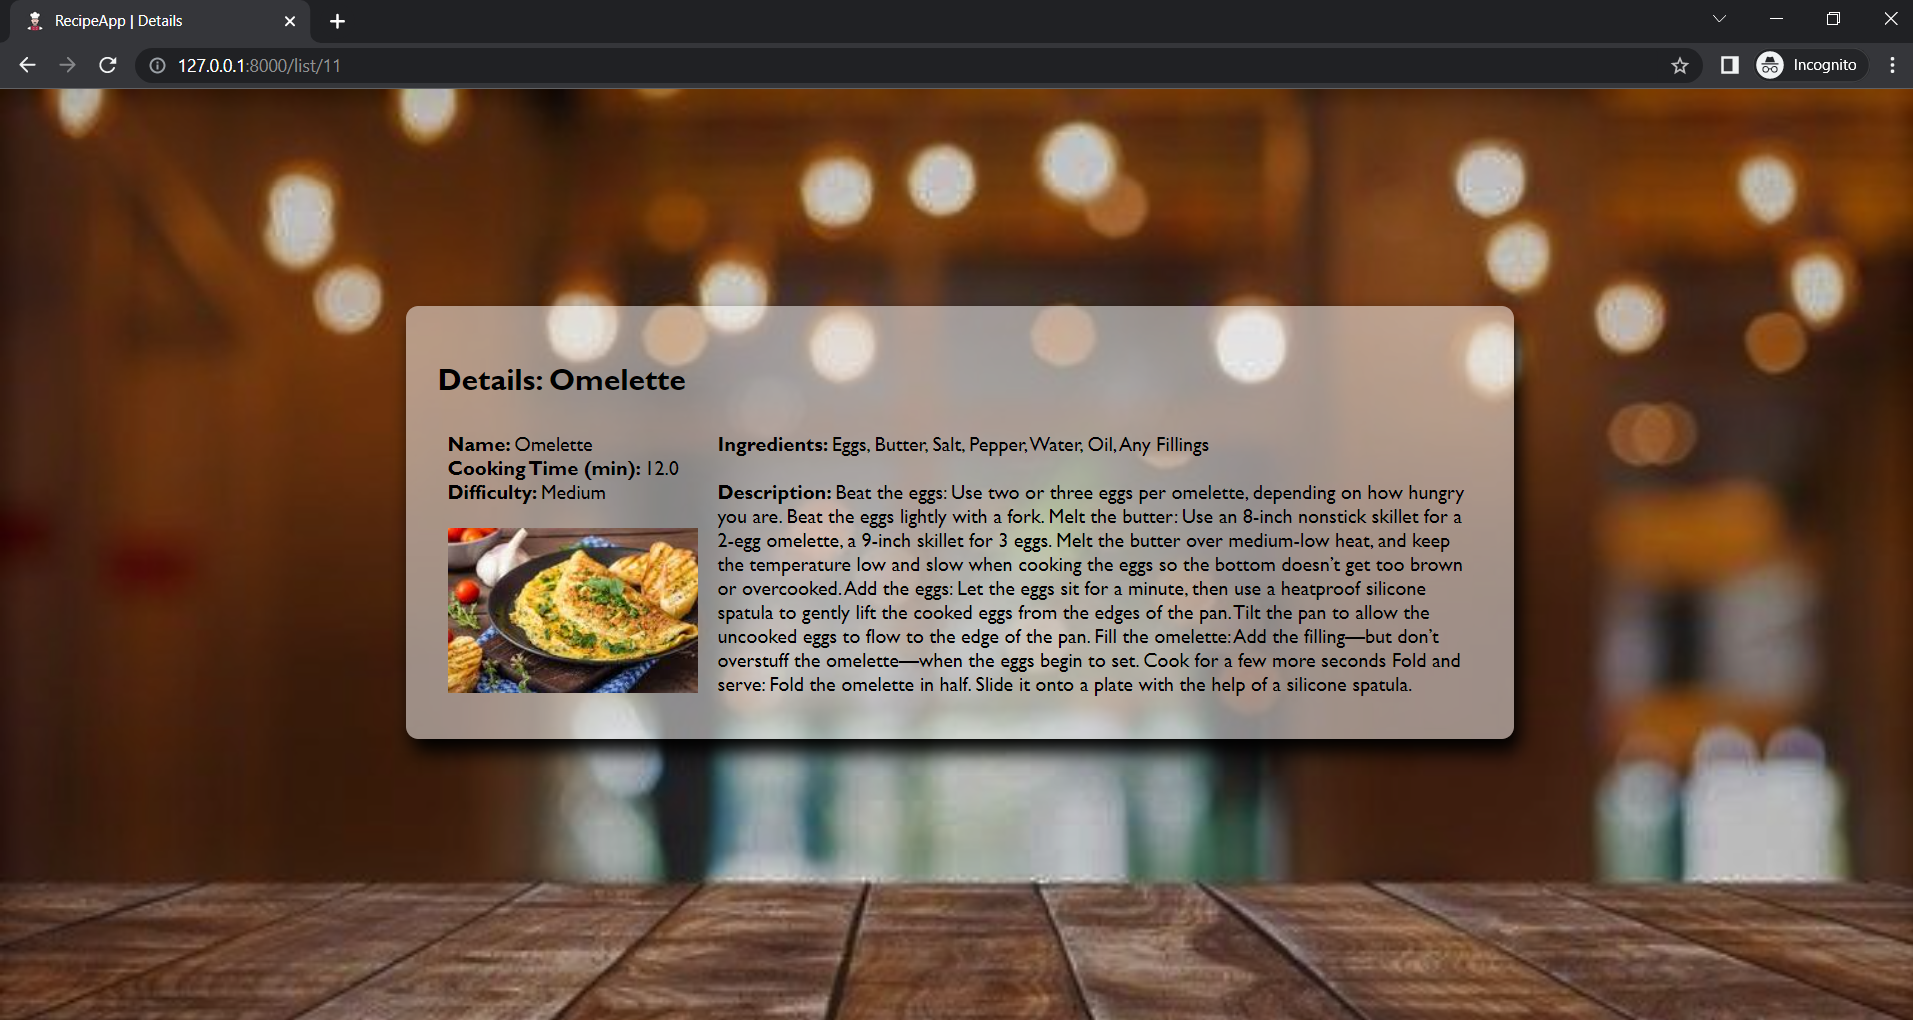 RecipeApp | Details
127.0.0.1:8000/list/11
Incognito
Details: Omelette
Name: Omelette
Cooking Time (min): 12.0
Difficulty: Medium
Ingredients: Eggs, Butter, Salt, Pepper, Water, Oil, Any Fillings
Description: Beat the eggs: Use two or three eggs per omelette, depending on how hungry
you are. Beat the eggs lightly with a fork. Melt the butter: Use an 8-inch nonstick skillet for a
2-egg omelette, a 9-inch skillet for 3 eggs. Melt the butter over medium-low heat, and keep
the temperature low and slow when cooking the eggs so the bottom doesn’t get too brown
or overcooked. Add the eggs: Let the eggs sit for a minute, then use a heatproof silicone
spatula to gently lift the cooked eggs from the edges of the pan. Tilt the pan to allow the
uncooked eggs to flow to the edge of the pan. Fill the omelette: Add the filling—but don’t
overstuff the omelette—when the eggs begin to set. Cook for a few more seconds Fold and
serve: Fold the omelette in half. Slide it onto a plate with the help of a silicone spatula.